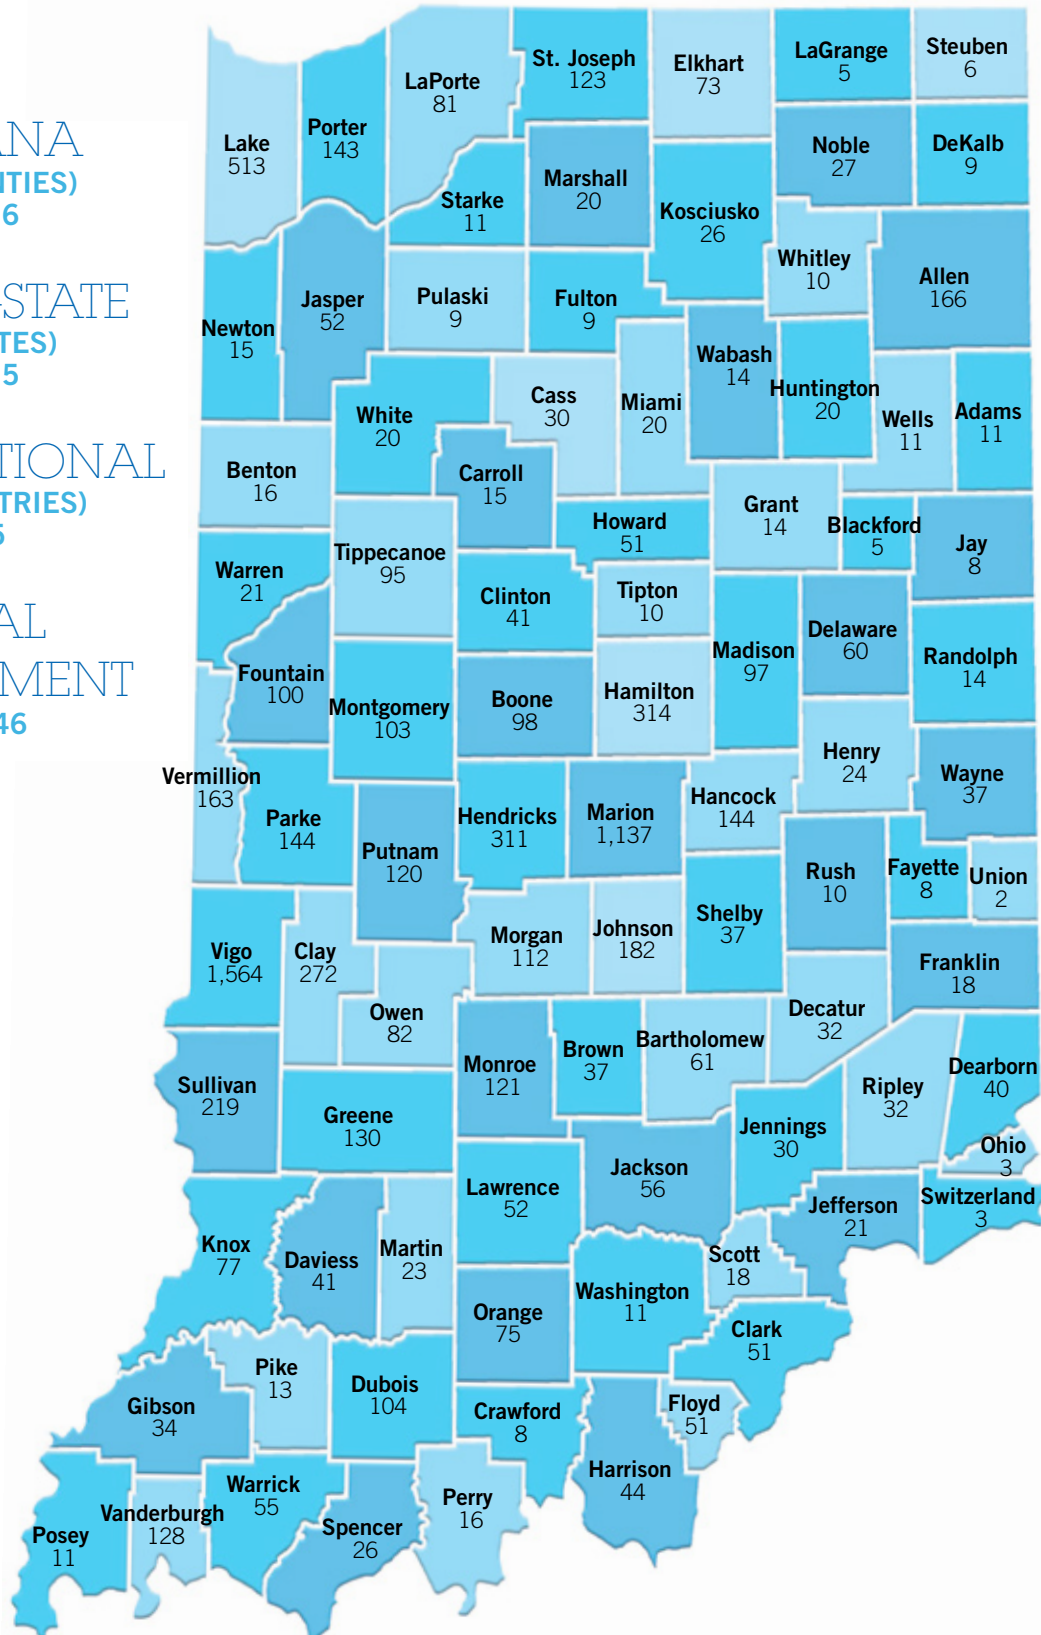 ANA
NTIES)
6
-STATE
TES)
5
TIONAL
NTRIES)
5
AL
MENT
46
Lake
513
Porter
143
LaPorte
81
St. Joseph
123
Elkhart
73
LaGrange
5
Steuben
6
Starke
11
Marshall
20
Kosciusko
26
Noble
27
DeKalb
9
Whitley
10
Allen
166
Newton
15
Jasper
52
Pulaski
9
Fulton
9
White
20
Cass
30
Miami
20
Wabash
14
Huntington
20
Wells
11
Adams
11
Benton
16
Carroll
15
Grant
14
Blackford
5
Jay
8
Warren
21
Tippecanoe
95
Howard
51
Clinton
41
Tipton
10
Madison
97
Delaware
60
Randolph
14
Fountain
100
Montgomery
103
Boone
98
Hamilton
314
Henry
24
Wayne
37
Vermillion
163
Parke
144
Putnam
120
Hendricks
311
Marion
1,137
Hancock
144
Rush
10
Fayette
8
Union
2
Vigo
1,564
Clay
272
Owen
82
Morgan
112
Johnson
182
Shelby
37
Franklin
18
Decatur
32
Sullivan
219
Greene
130
Monroe
121
Brown
37
Bartholomew
61
Jennings
30
Ripley
32
Dearborn
40
Ohio
3
Knox
77
Daviess
41
Martin
23
Lawrence
52
Jackson
56
Jefferson
21
Switzerland
3
Scott
18
Orange
75
Washington
11
Clark
51
Gibson
34
Pike
13
Dubois
104
Crawford
8
Floyd
51
Harrison
44
Posey
11
Vanderburgh
128
Warrick
55
Spencer
26
Perry
16